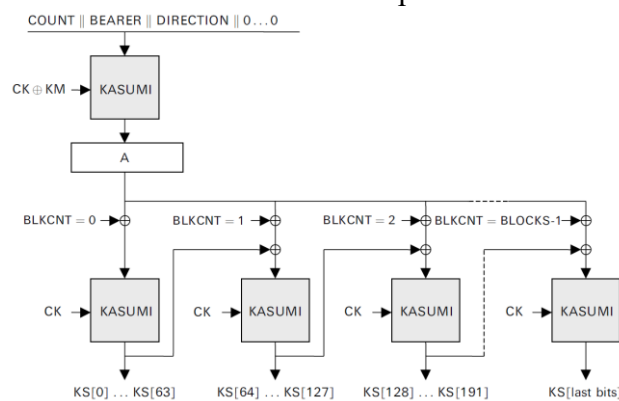 COUNT || BEARER || DIRECTION || 0...0
CK ⊕ KM
KASUMI
A
BLKCNT = 0
BLKCNT = 1
BLKCNT = 2
BLKCNT = BLOCKS-1
CK
KASUMI
CK
KASUMI
CK
KASUMI
CK
KASUMI
KS[0] ... KS[63]
KS[64] ... KS[127]
KS[128] ... KS[191]
KS[last bits]